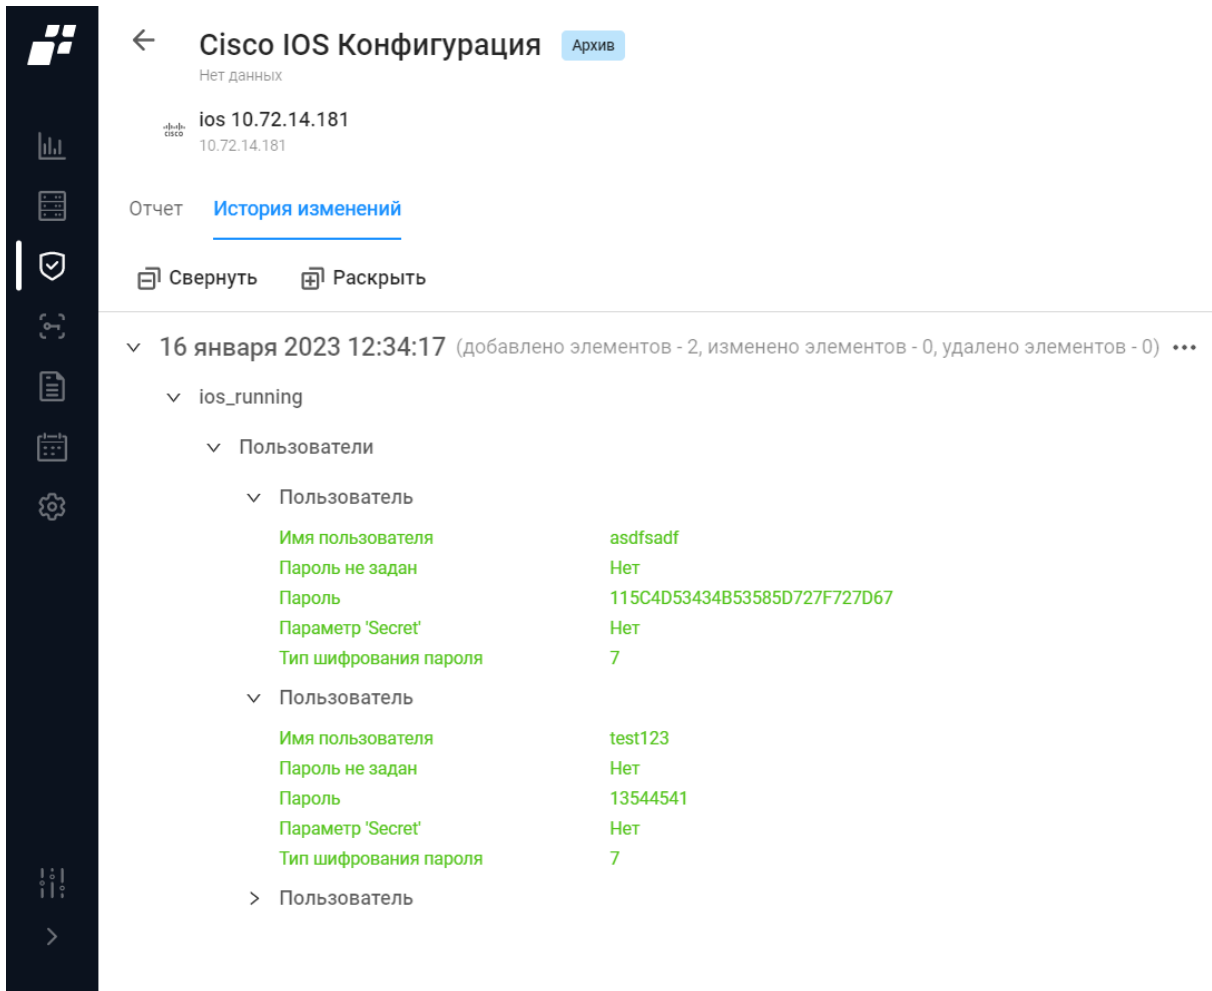 Cisco IOS Конфигурация Архив
Нет данных
cisco
ios 10.72.14.181
10.72.14.181
Отчет История изменений
Свернуть Раскрыть
16 января 2023 12:34:17 (добавлено элементов - 2, изменено элементов - 0, удалено элементов - 0)
ios_running
Пользователи
Пользователь
Имя пользователя asdfsadf
Пароль не задан Нет
Пароль 115C4D53434B53585D727F727D67
Параметр 'Secret' Нет
Тип шифрования пароля 7
Пользователь
Имя пользователя test123
Пароль не задан Нет
Пароль 13544541
Параметр 'Secret' Нет
Тип шифрования пароля 7
Пользователь